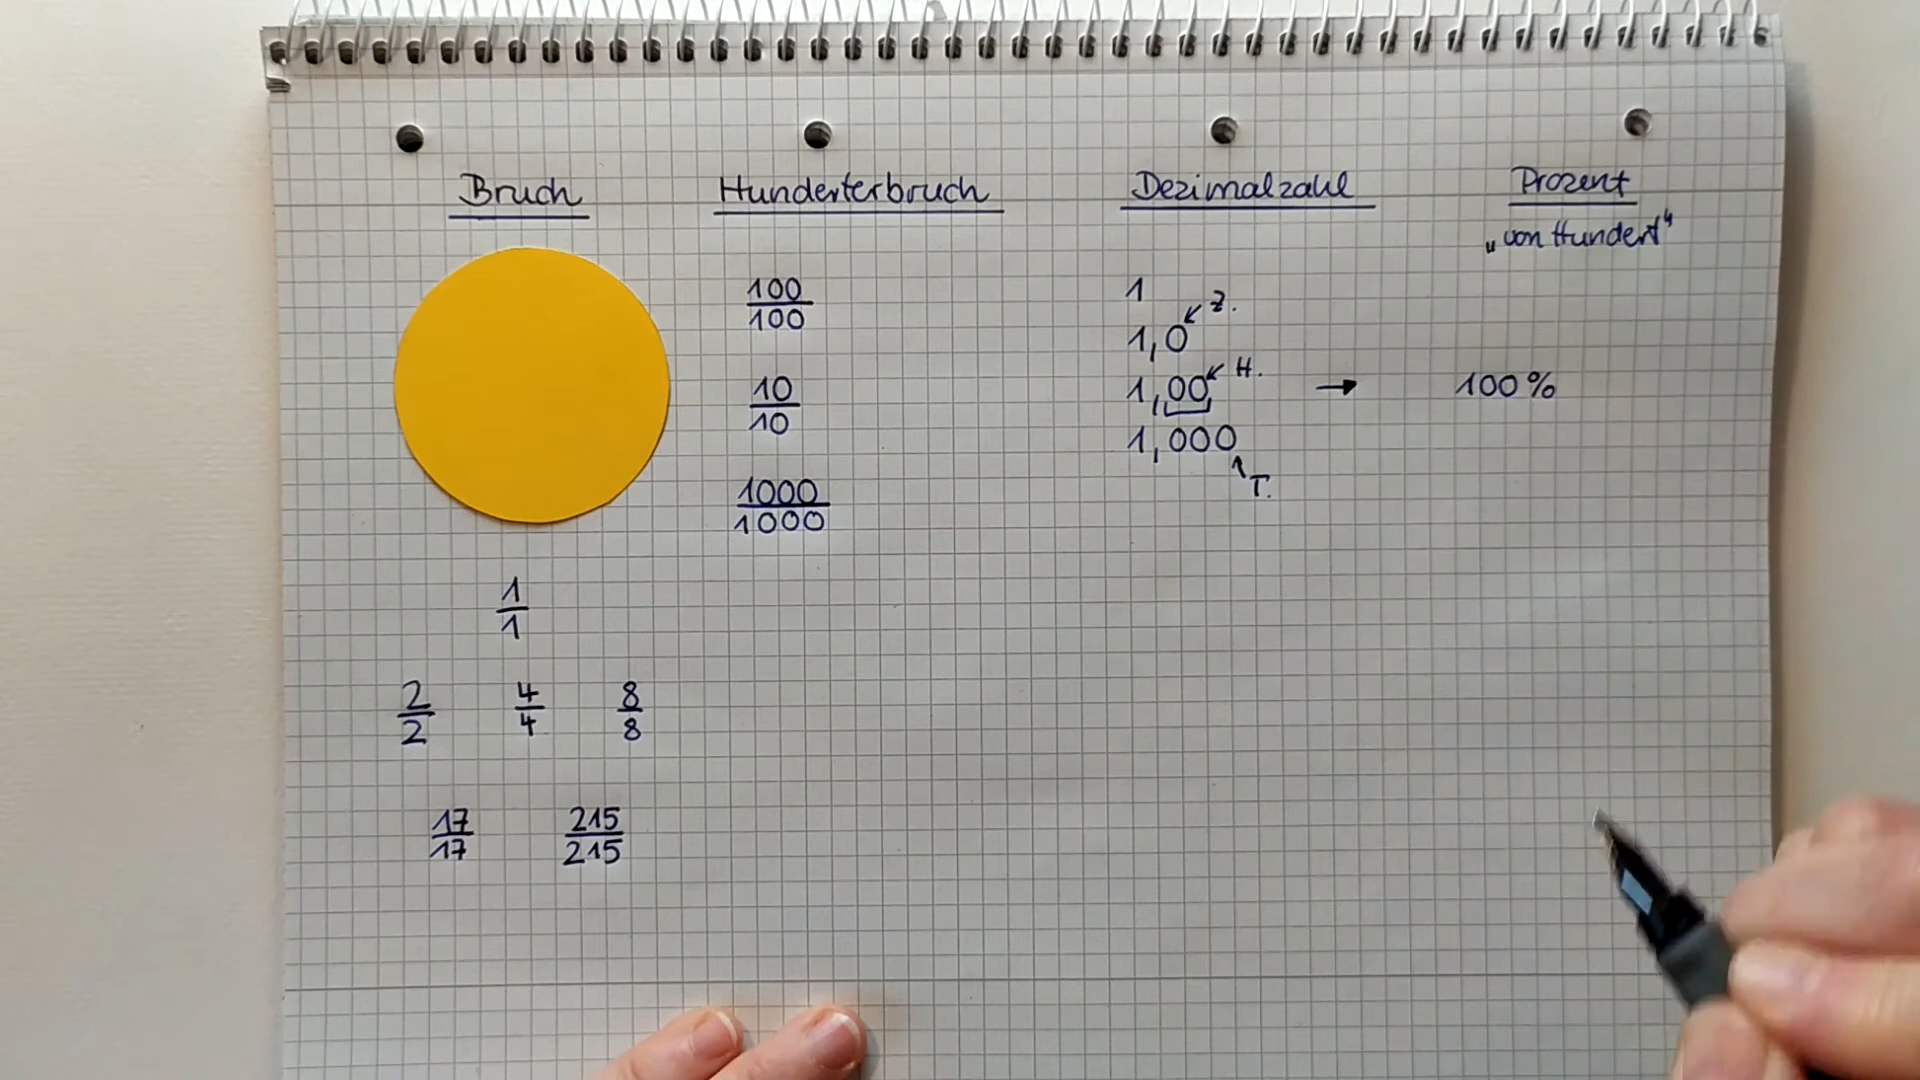 Bruch Hunderterbruch Dezimalzahl Prozent
„von Hundert“
100/100
10/10
1000/1000
1
1,0 Z.
1,00 H. → 100%
1,000
T.
1/1
2/2 4/4 8/8
17/17 215/215